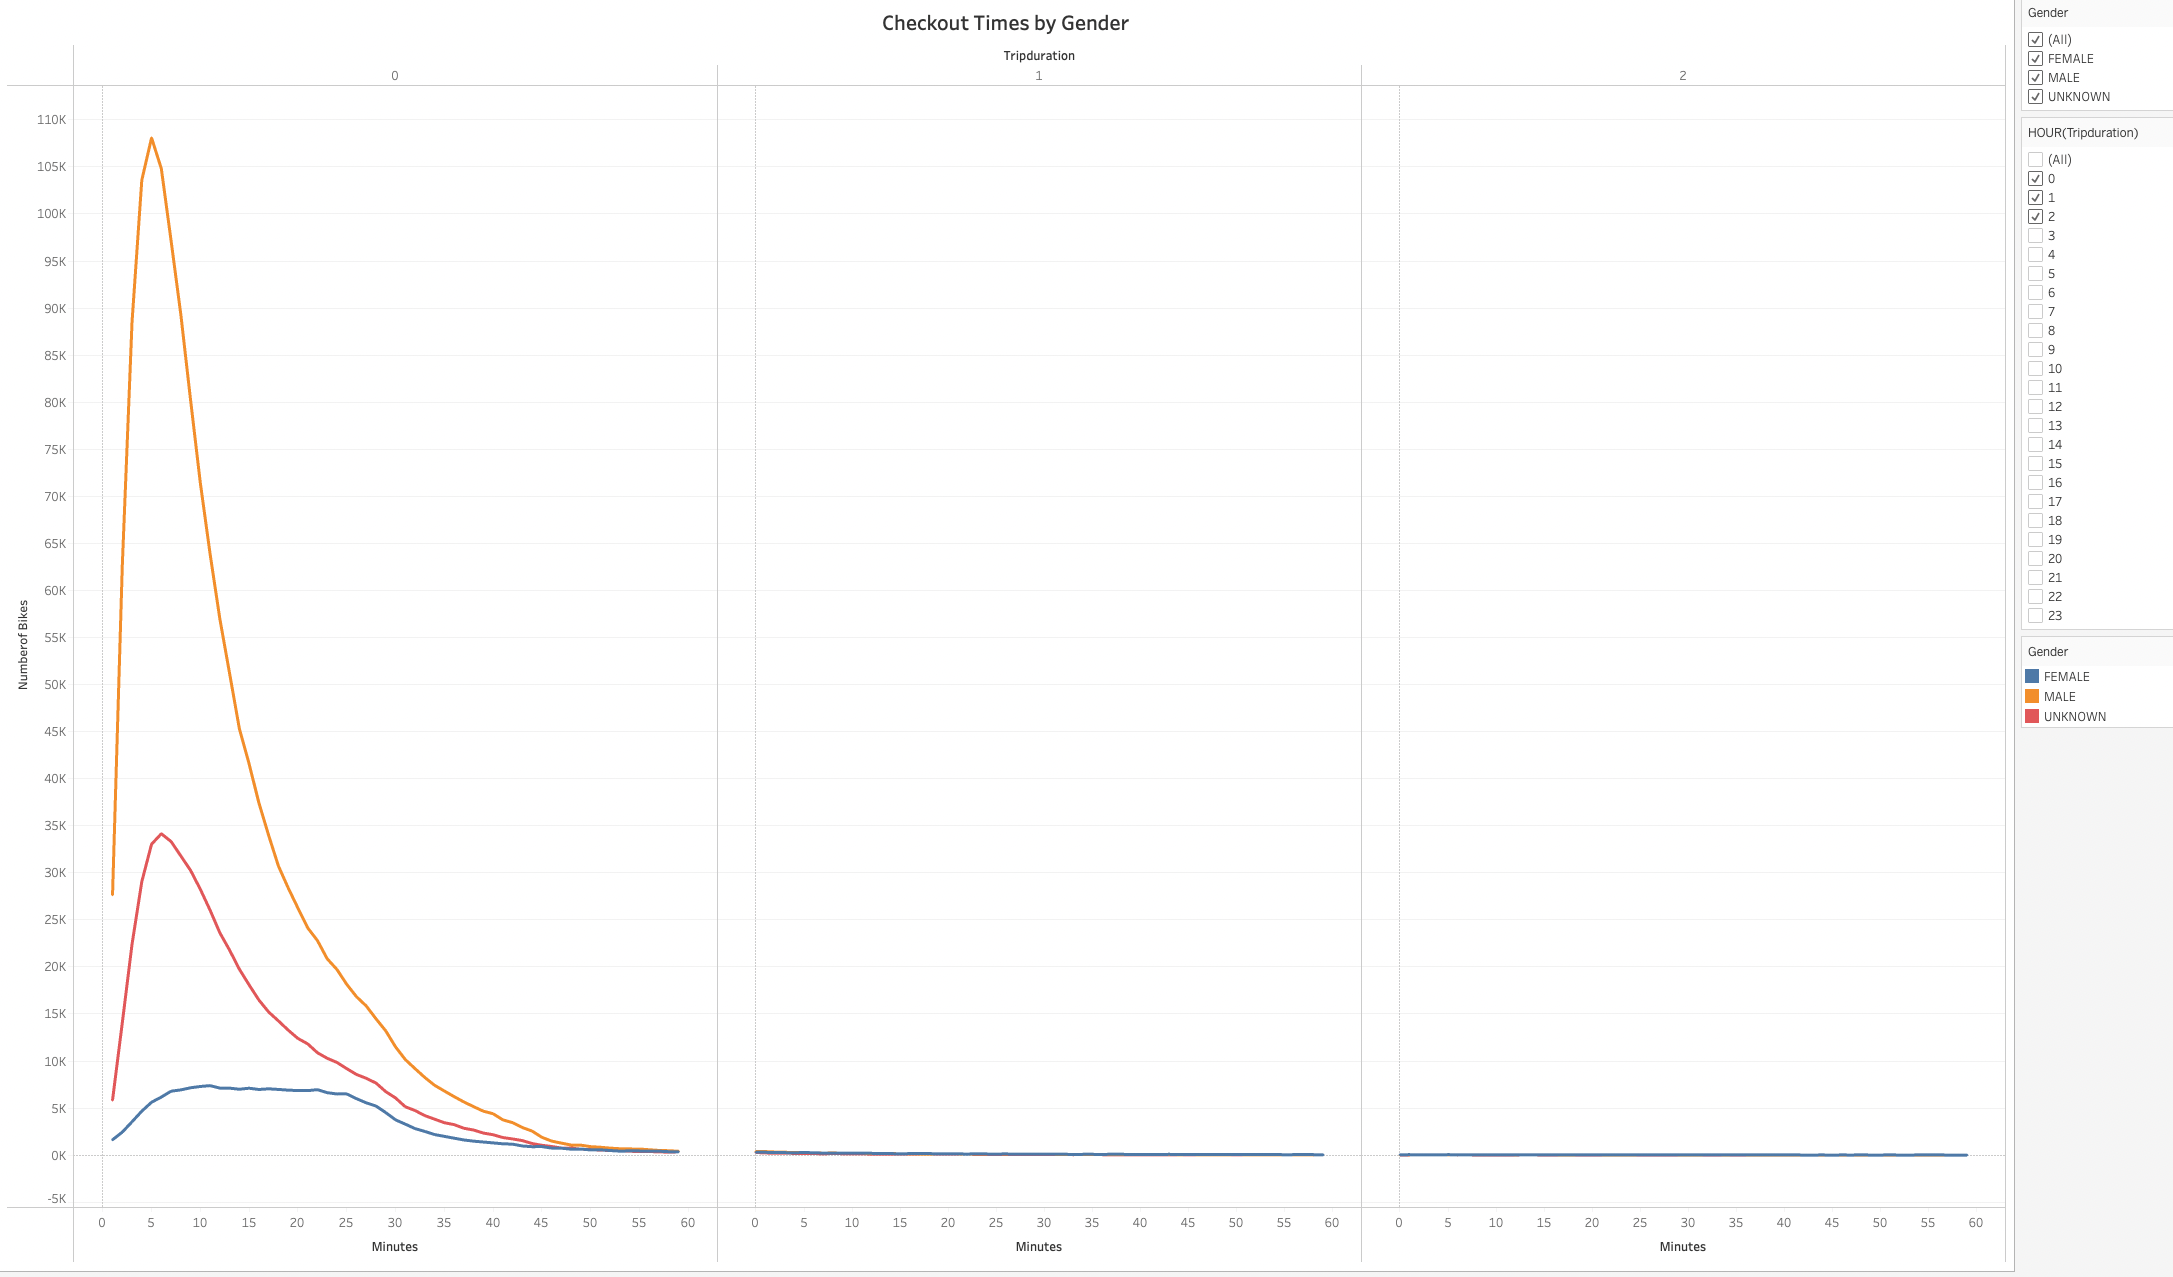 Checkout Times by Gender
Tripduration
0 1 2
110K
105K
100K
95K
90K
85K
80K
75K
70K
65K
60K
55K
50K
45K
40K
35K
30K
25K
20K
15K
10K
5K
0K
-5K
Numberof Bikes
0 5 10 15 20 25 30 35 40 45 50 55 60 0 5 10 15 20 25 30 35 40 45 50 55 60 0 5 10 15 20 25 30 35 40 45 50 55 60
Minutes Minutes Minutes
Gender
(All)
FEMALE
MALE
UNKNOWN
HOUR(Tripduration)
(All)
0
1
2
3
4
5
6
7
8
9
10
11
12
13
14
15
16
17
18
19
20
21
22
23
Gender
FEMALE
MALE
UNKNOWN